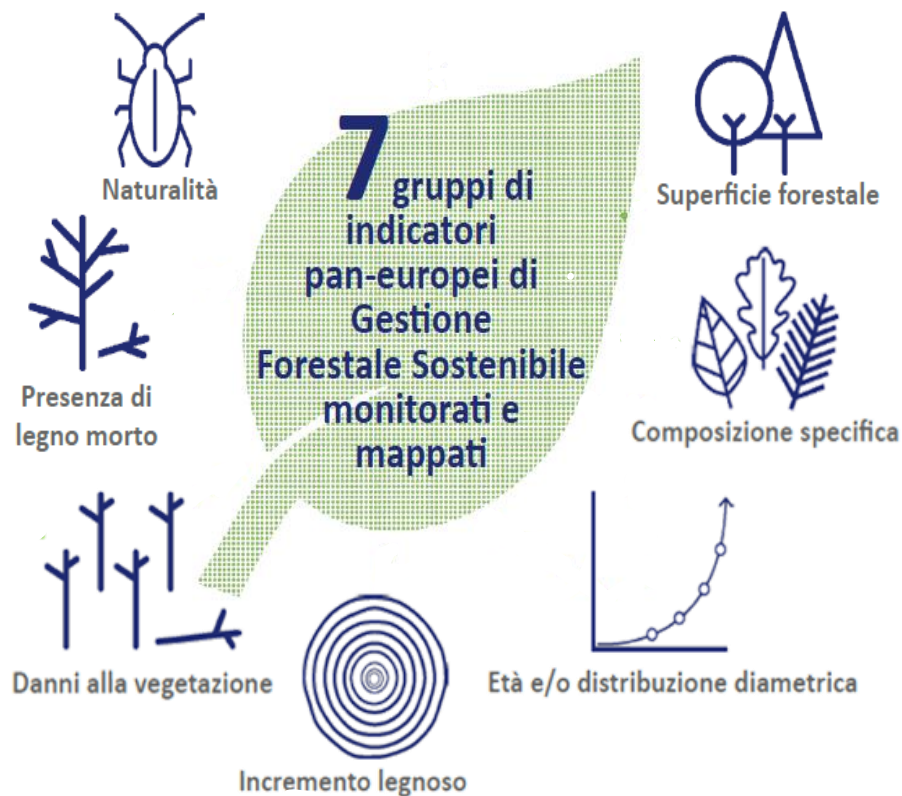 7 gruppi di
indicatori
pan-europei di
Gestione
Forestale Sostenibile
monitorati e
mappati
Naturalità
Superficie forestale
Presenza di
legno morto
Composizione specifica
Danni alla vegetazione
Età e/o distribuzione diametrica
Incremento legnoso